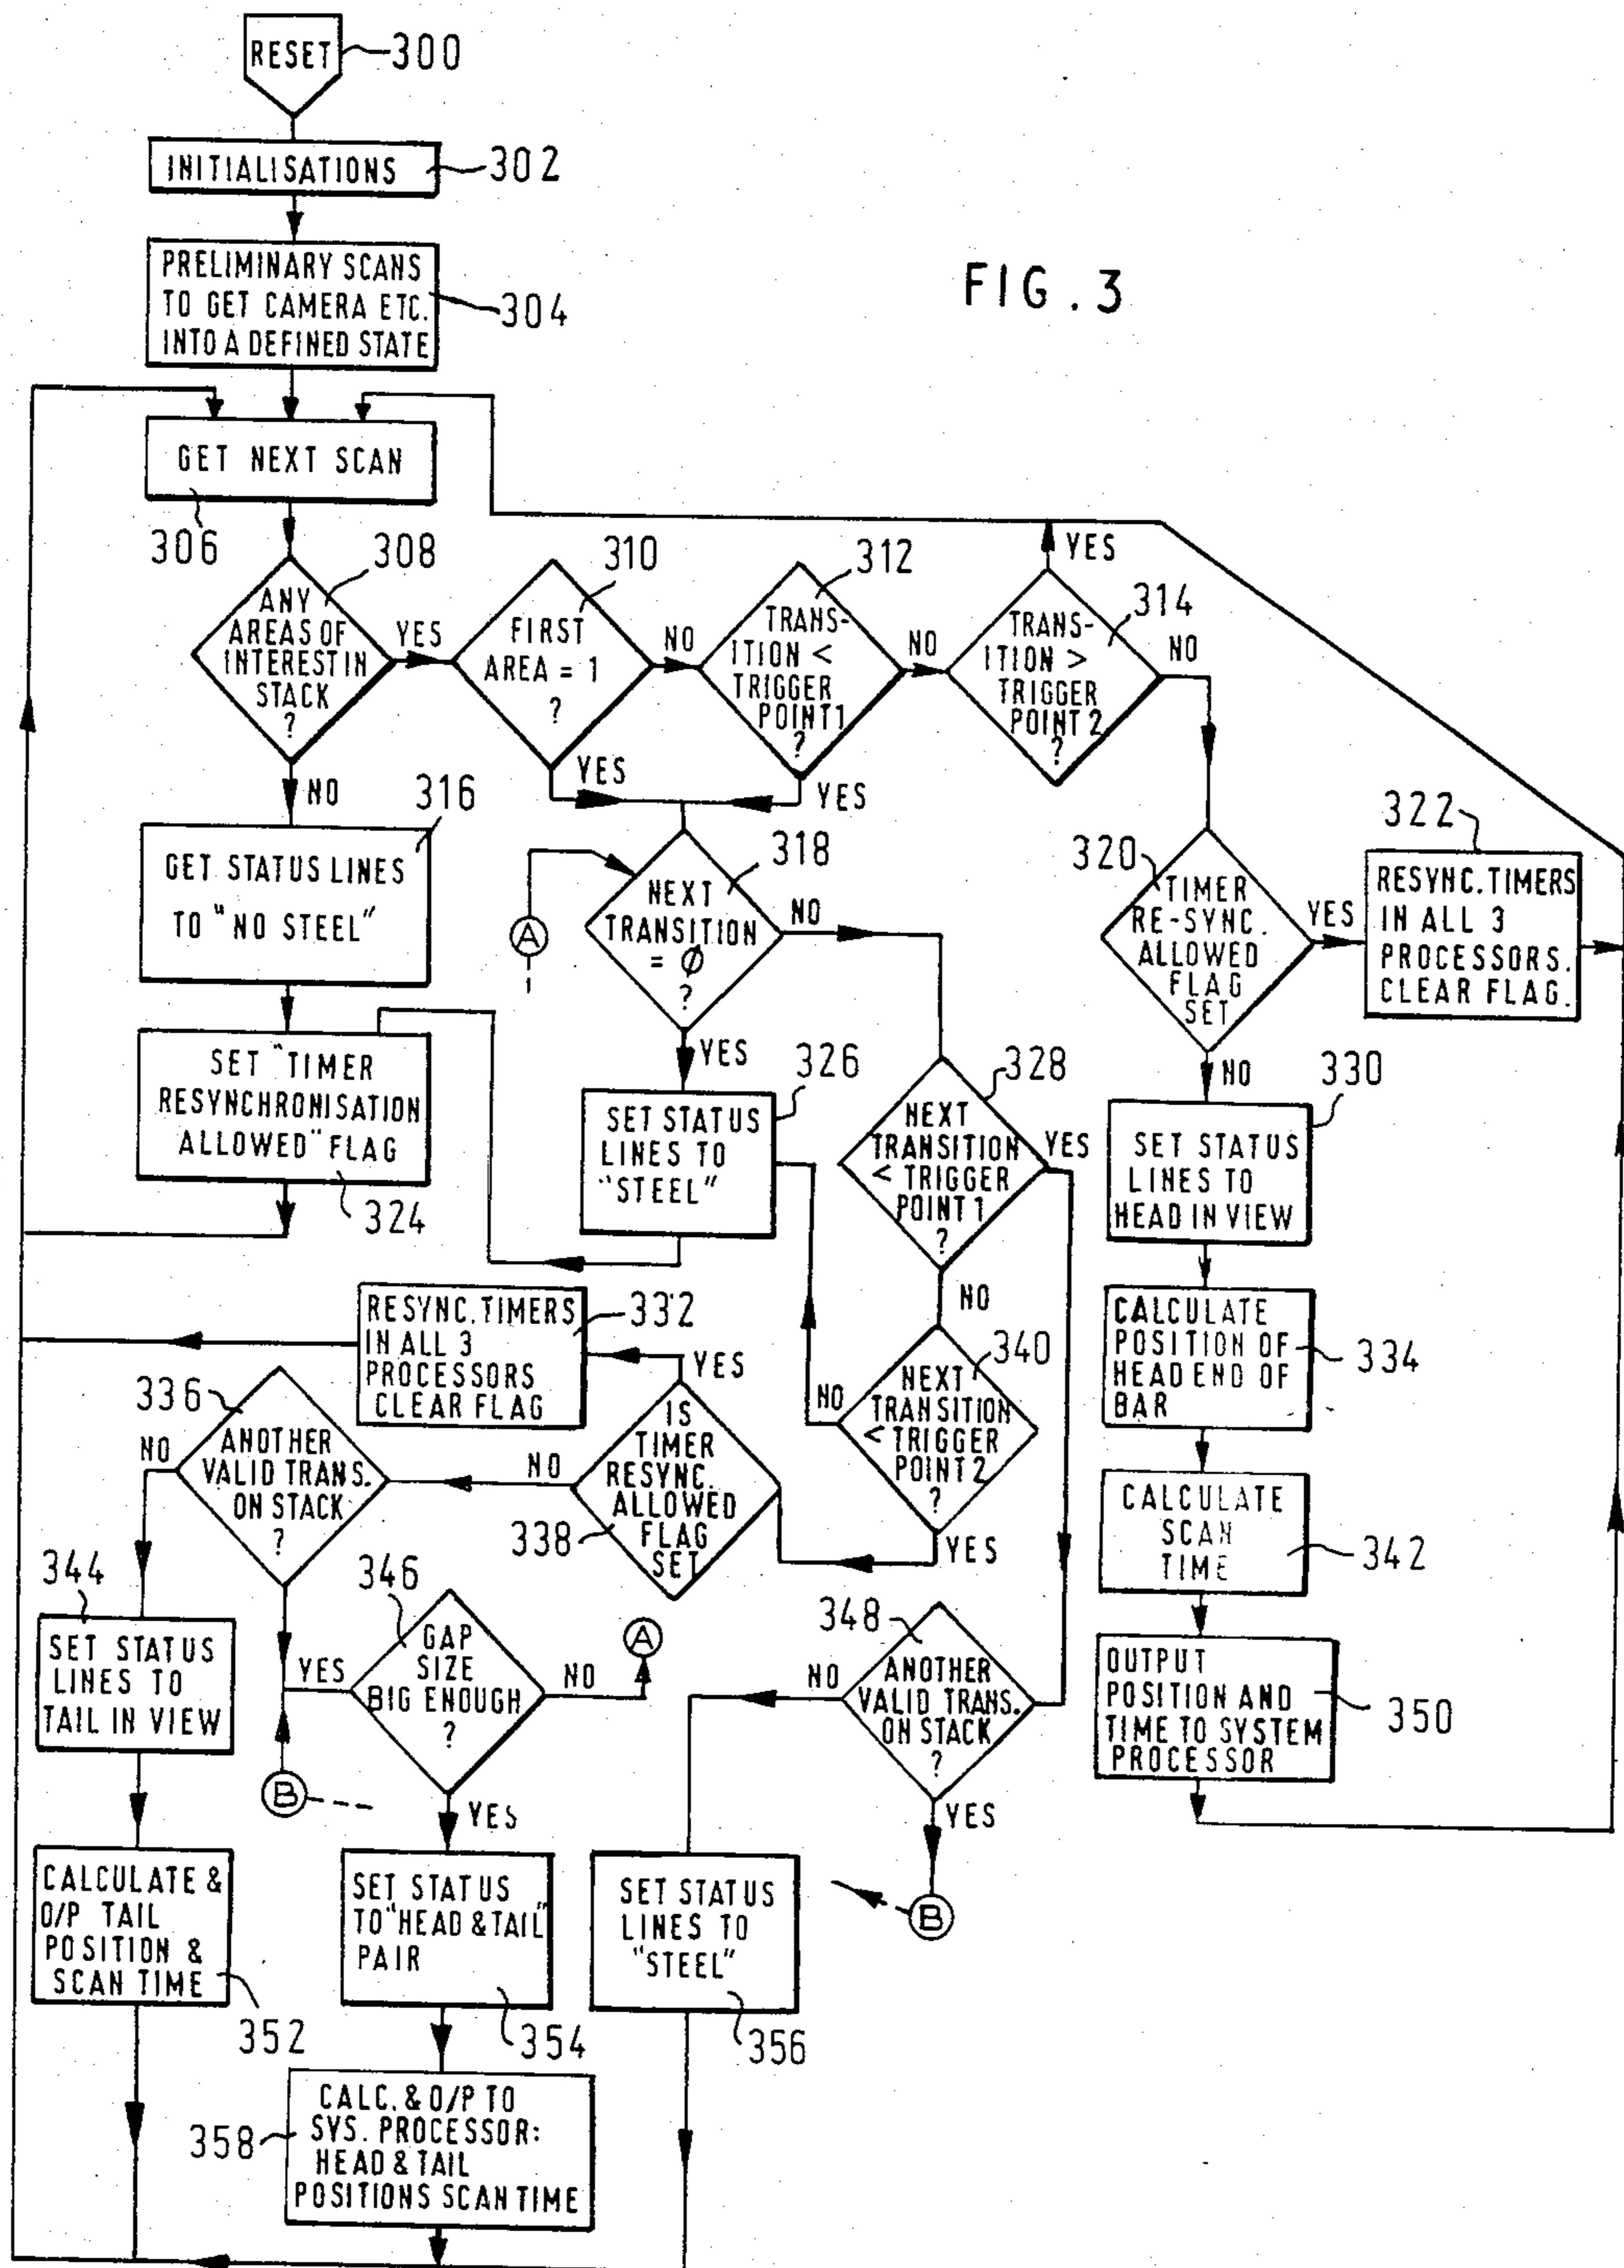 RESET
300
INITIALISATIONS
302
PRELIMINARY SCANS
TO GET CAMERA ETC.
INTO A DEFINED STATE
304
FIG. 3
GET NEXT SCAN
306
308
ANY
AREAS OF
INTEREST IN
STACK
?
YES
NO
310
FIRST
AREA = 1
?
NO
YES
312
TRANS-
ITION <
TRIGGER
POINT 1
?
NO
YES
314
TRANS-
ITION >
TRIGGER
POINT 2
?
YES
NO
316
GET STATUS LINES
TO "NO STEEL"
318
NEXT
TRANSITION
= Ø
?
NO
YES
A
320
TIMER
RE-SYNC.
ALLOWED
FLAG
SET
YES
NO
322
RESYNC. TIMERS
IN ALL 3
PROCESSORS.
CLEAR FLAG.
SET "TIMER
RESYNCHRONISATION
ALLOWED" FLAG
324
326
SET STATUS
LINES TO
"STEEL"
328
NEXT
TRANSITION
< TRIGGER
POINT 1
?
YES
NO
330
SET STATUS
LINES TO
HEAD IN VIEW
RESYNC. TIMERS
IN ALL 3
PROCESSORS
CLEAR FLAG
332
CALCULATE
POSITION OF
HEAD END OF
BAR
334
336
ANOTHER
VALID TRANS.
ON STACK
?
NO
IS
TIMER
RESYNC.
ALLOWED
FLAG
SET
338
YES
NO
340
NEXT
TRANSITION
< TRIGGER
POINT 2
?
NO
YES
CALCULATE
SCAN
TIME
342
344
SET STATUS
LINES TO
TAIL IN VIEW
346
GAP
SIZE
BIG ENOUGH
?
YES
NO
A
B
YES
348
ANOTHER
VALID TRANS.
ON STACK
?
NO
YES
B
OUTPUT
POSITION AND
TIME TO SYSTEM
PROCESSOR
350
CALCULATE &
O/P TAIL
POSITION &
SCAN TIME
352
SET STATUS
TO "HEAD & TAIL"
PAIR
354
SET STATUS
LINES TO
"STEEL"
356
CALC. & O/P TO
SYS. PROCESSOR:
HEAD & TAIL
POSITIONS SCAN TIME
358